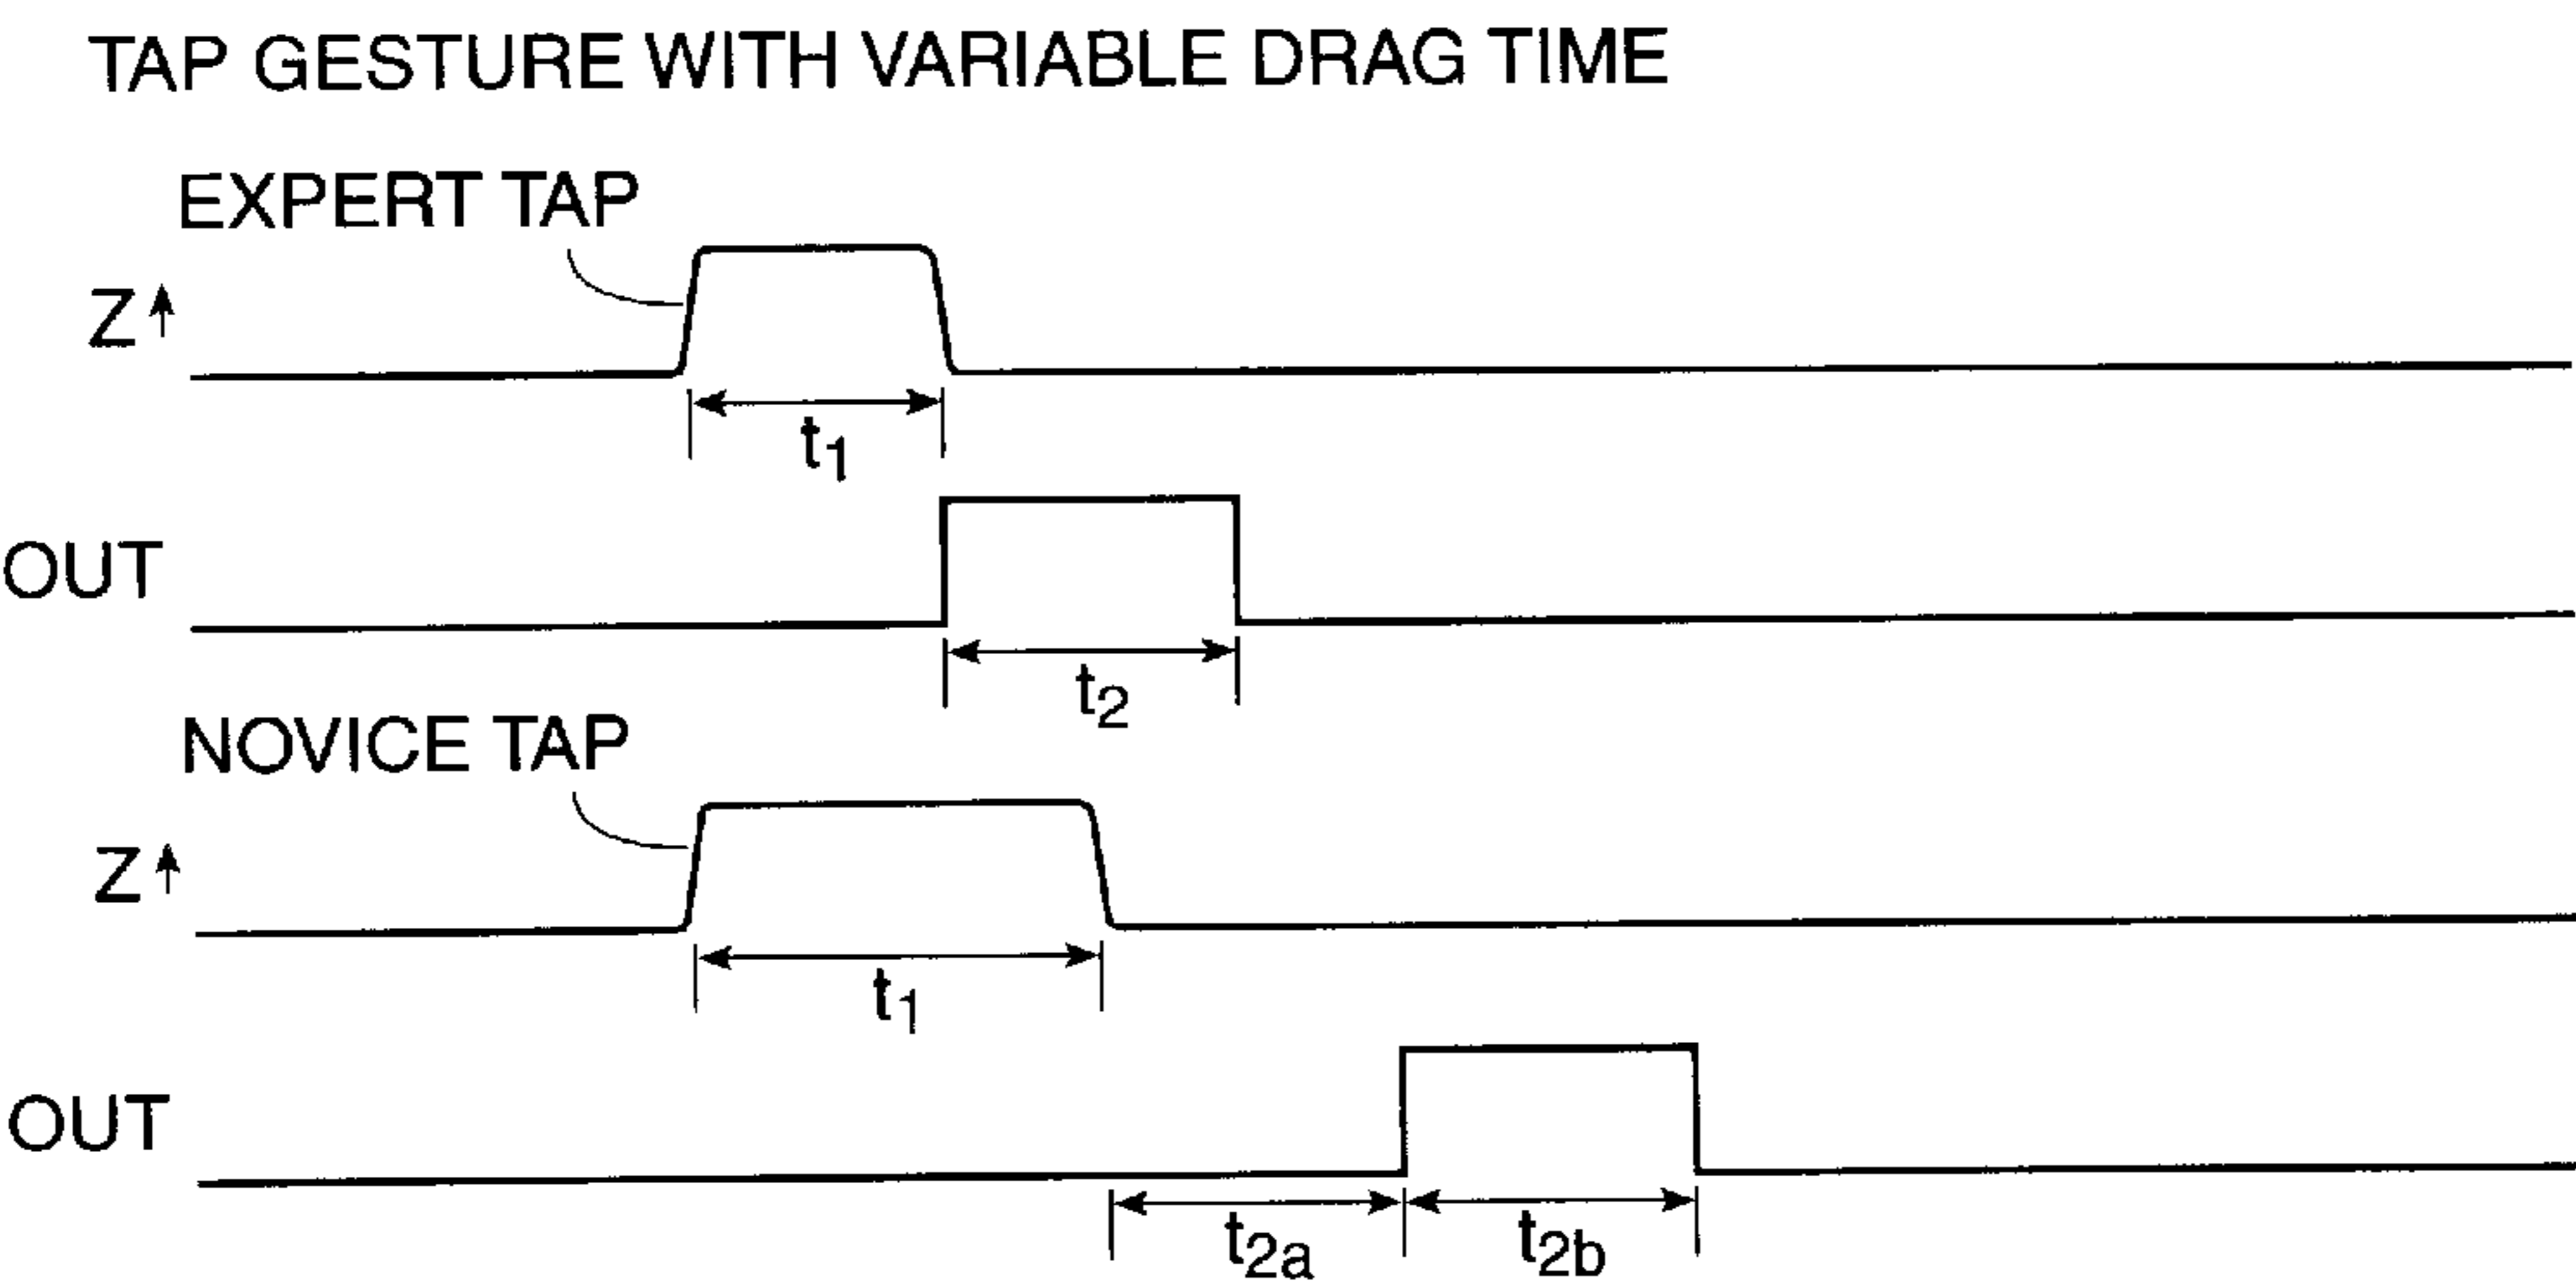 TAP GESTURE WITH VARIABLE DRAG TIME
EXPERT TAP
Z
t1
OUT
t2
NOVICE TAP
Z
t1
OUT
t2a t2b